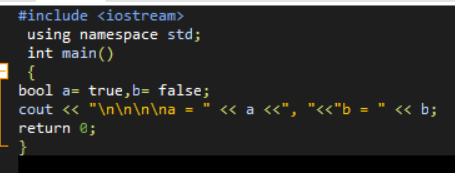 #include <iostream>
using namespace std;
int main()
{
bool a= true,b= false;
cout << "\n\n\n\na = " << a <<", "<<"b = " << b;
return 0;
}